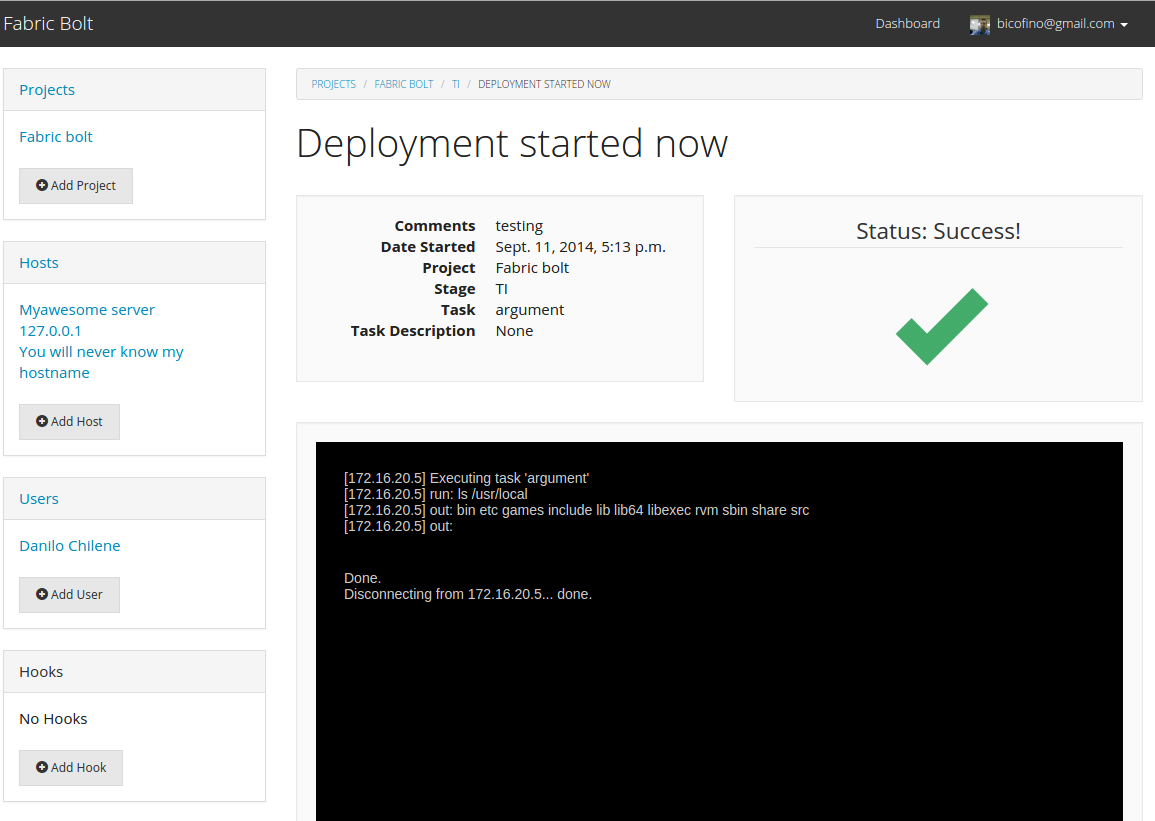 Fabric Bolt
Dashboard
bicofino@gmail.com
Projects
Fabric bolt
Add Project
Hosts
Myawesome server
127.0.0.1
You will never know my
hostname
Add Host
Users
Danilo Chilene
Add User
Hooks
No Hooks
Add Hook
PROJECTS / FABRIC BOLT / TI / DEPLOYMENT STARTED NOW
Deployment started now
Comments testing
Date Started Sept. 11, 2014, 5:13 p.m.
Project Fabric bolt
Stage TI
Task argument
Task Description None
Status: Success!
[172.16.20.5] Executing task 'argument'
[172.16.20.5] run: ls /usr/local
[172.16.20.5] out: bin etc games include lib lib64 libexec rvm sbin share src
[172.16.20.5] out:
Done.
Disconnecting from 172.16.20.5... done.